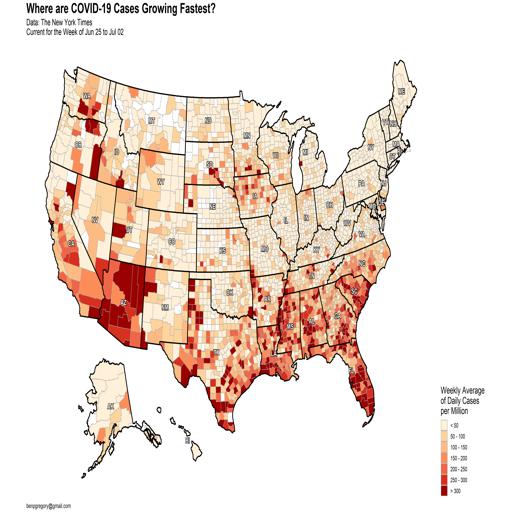 Where are COVID-19 Cases Growing Fastest?
Data: The New York Times
Current for the Week of Jun 25 to Jul 02
WA
MT
ND
MN
ME
OR
ID
SD
WI
MI
NY
WY
IA
PA
NV
NE
IL
IN
OH
UT
CO
KS
MO
KY
WV
VA
CA
AZ
NM
OK
AR
TN
NC
SC
MS
AL
GA
TX
LA
FL
AK
HI
Weekly Average
of Daily Cases
per Million
< 50
50 - 100
100 - 150
150 - 200
200 - 250
250 - 300
> 300
benpgregory@gmail.com